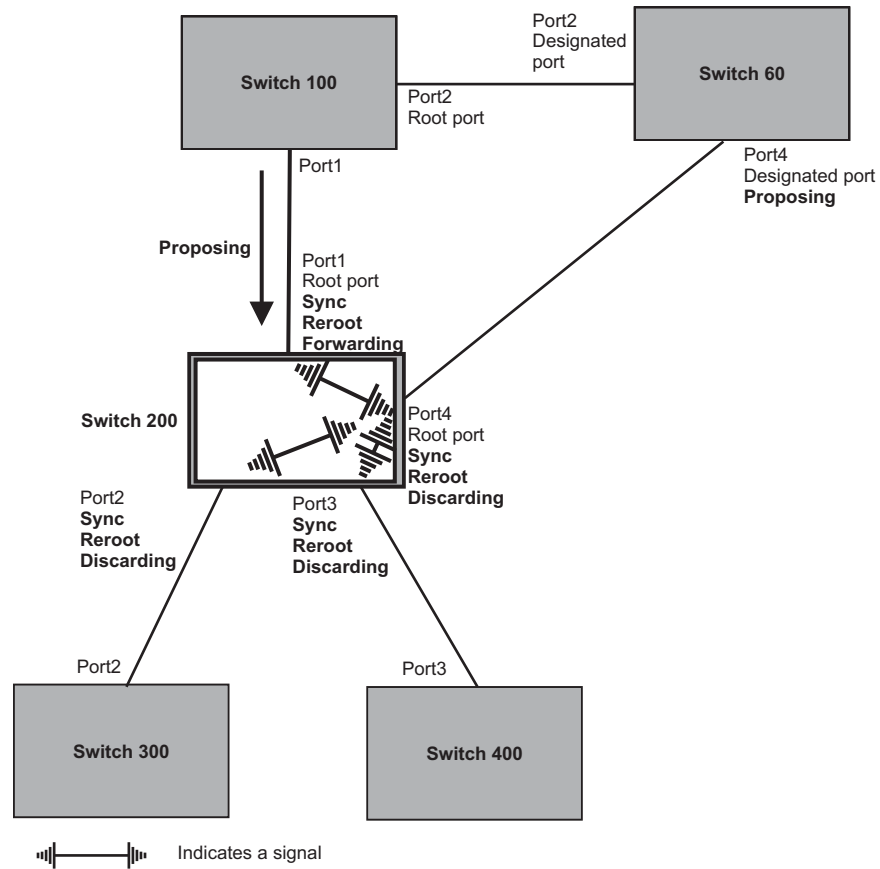 Switch 100
Port2
Designated
port
Switch 60
Port2
Root port
Port1
Port4
Designated port
Proposing
Proposing
Port1
Root port
Sync
Reroot
Forwarding
Switch 200
Port4
Root port
Sync
Reroot
Discarding
Port2
Sync
Reroot
Discarding
Port3
Sync
Reroot
Discarding
Port2
Port3
Switch 300
Switch 400
Indicates a signal